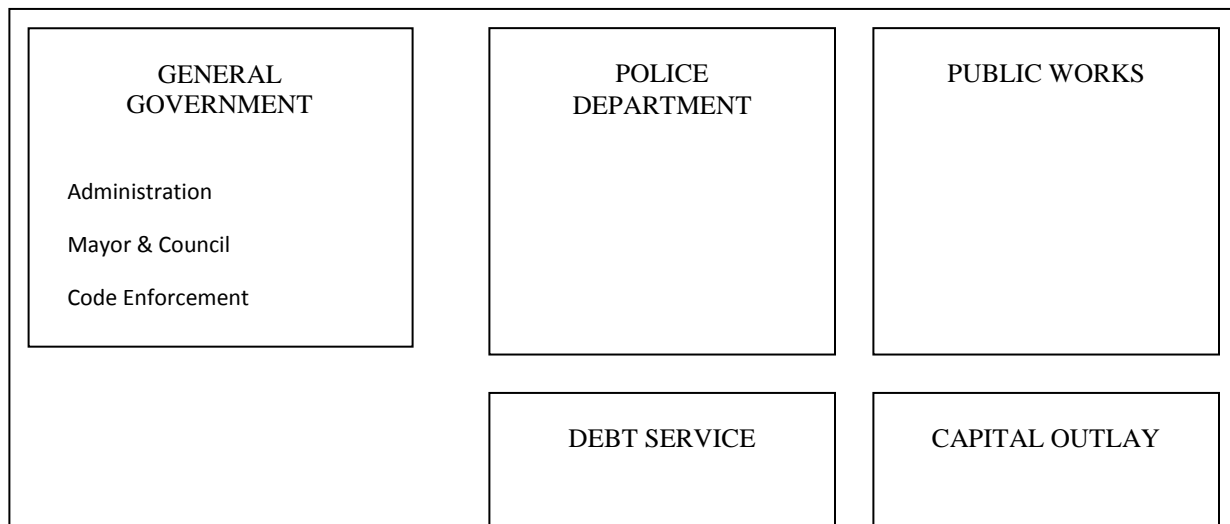 GENERAL
GOVERNMENT
Administration
Mayor & Council
Code Enforcement
POLICE
DEPARTMENT
PUBLIC WORKS
DEBT SERVICE
CAPITAL OUTLAY